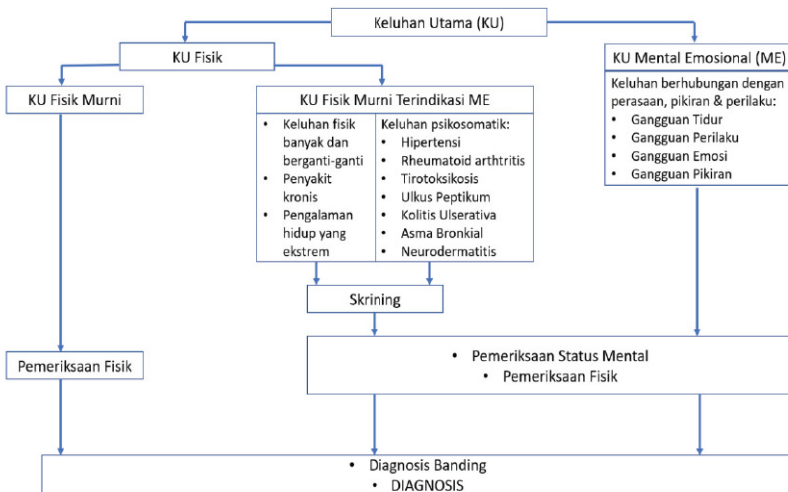 Keluhan Utama (KU)
KU Fisik
KU Mental Emosional (ME)
Keluhan berhubungan dengan
perasaan, pikiran & perilaku:
• Gangguan Tidur
• Gangguan Perilaku
• Gangguan Emosi
• Gangguan Pikiran
KU Fisik Murni
KU Fisik Murni Terindikasi ME
• Keluhan fisik
banyak dan
berganti-ganti
• Penyakit
kronis
• Pengalaman
hidup yang
ekstrem
Keluhan psikosomatik:
• Hipertensi
• Rheumatoid arthtritis
• Tirotoksikosis
• Ulkus Peptikum
• Kolitis Ulserativa
• Asma Bronkial
• Neurodermatitis
Skrining
Pemeriksaan Fisik
• Pemeriksaan Status Mental
• Pemeriksaan Fisik
• Diagnosis Banding
• DIAGNOSIS